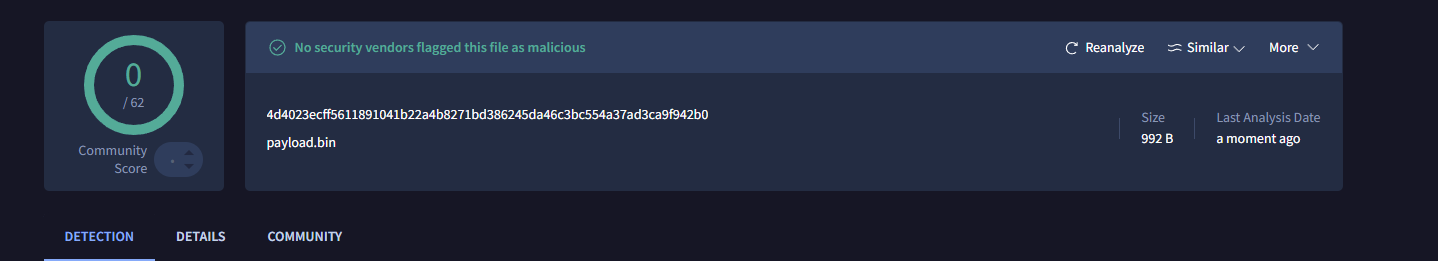 0
/ 62
Community
Score
No security vendors flagged this file as malicious
Reanalyze
Similar
More
4d4023ecff5611891041b22a4b8271bd386245da46c3bc554a37ad3ca9f942b0
payload.bin
Size
992 B
Last Analysis Date
a moment ago
DETECTION
DETAILS
COMMUNITY